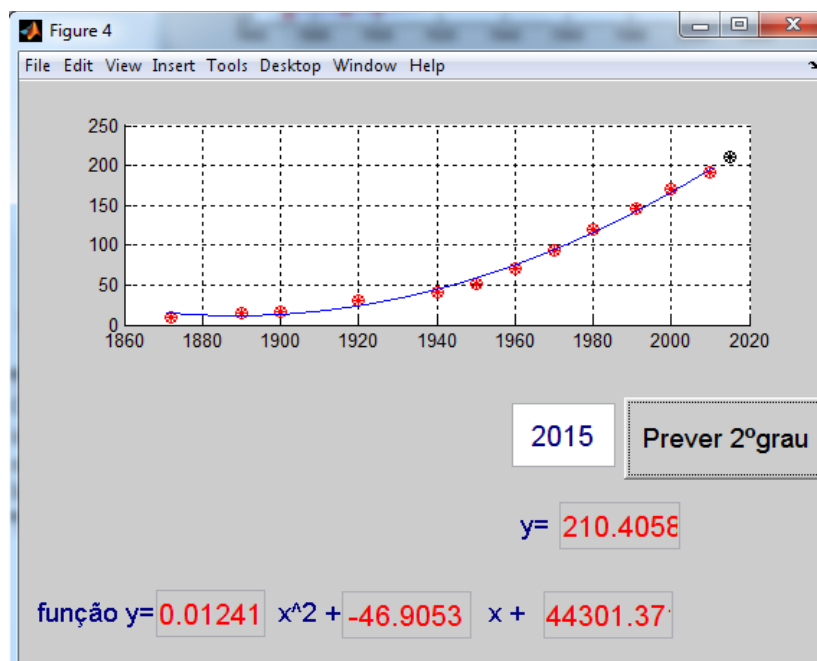 Figure 4
File Edit View Insert Tools Desktop Window Help
250
200
150
100
50
0
1860 1880 1900 1920 1940 1960 1980 2000 2020
2015 Prever 2ºgrau
y= 210.4058
função y= 0.01241 x^2 + -46.9053 x + 44301.37